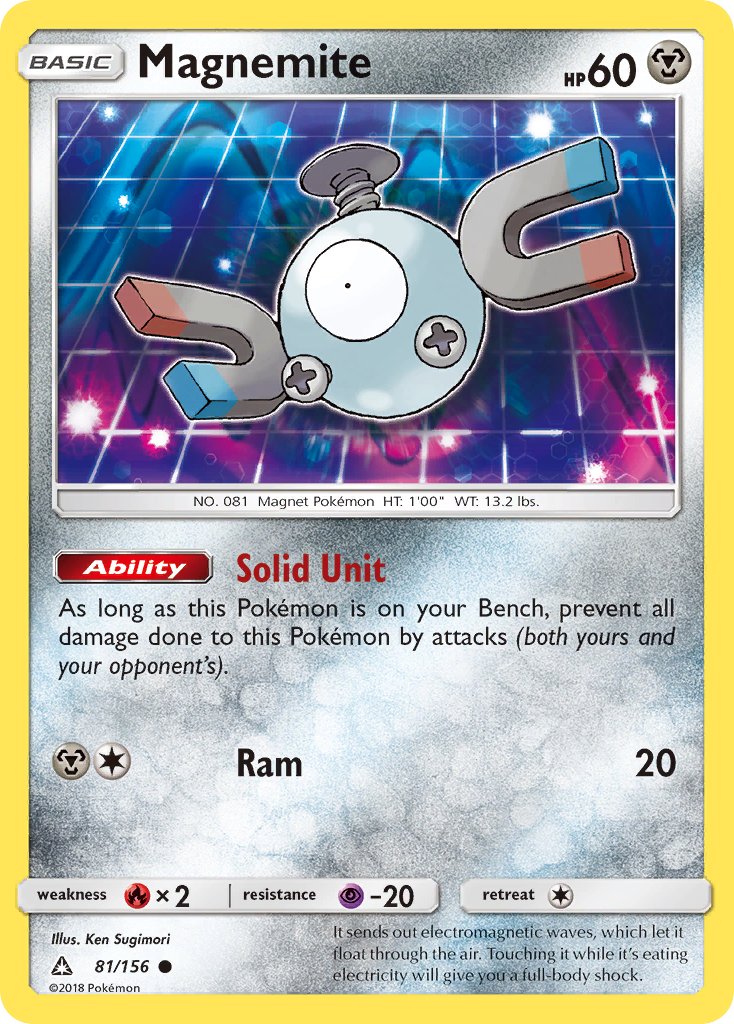 BASIC Magnemite HP60
NO. 081 Magnet Pokémon HT: 1'00" WT: 13.2 lbs.
Ability Solid Unit
As long as this Pokémon is on your Bench, prevent all
damage done to this Pokémon by attacks (both yours and
your opponent's).
Ram 20
weakness ×2 resistance -20 retreat
Illus. Ken Sugimori
81/156
©2018 Pokémon
It sends out electromagnetic waves, which let it
float through the air. Touching it while it's eating
electricity will give you a full-body shock.